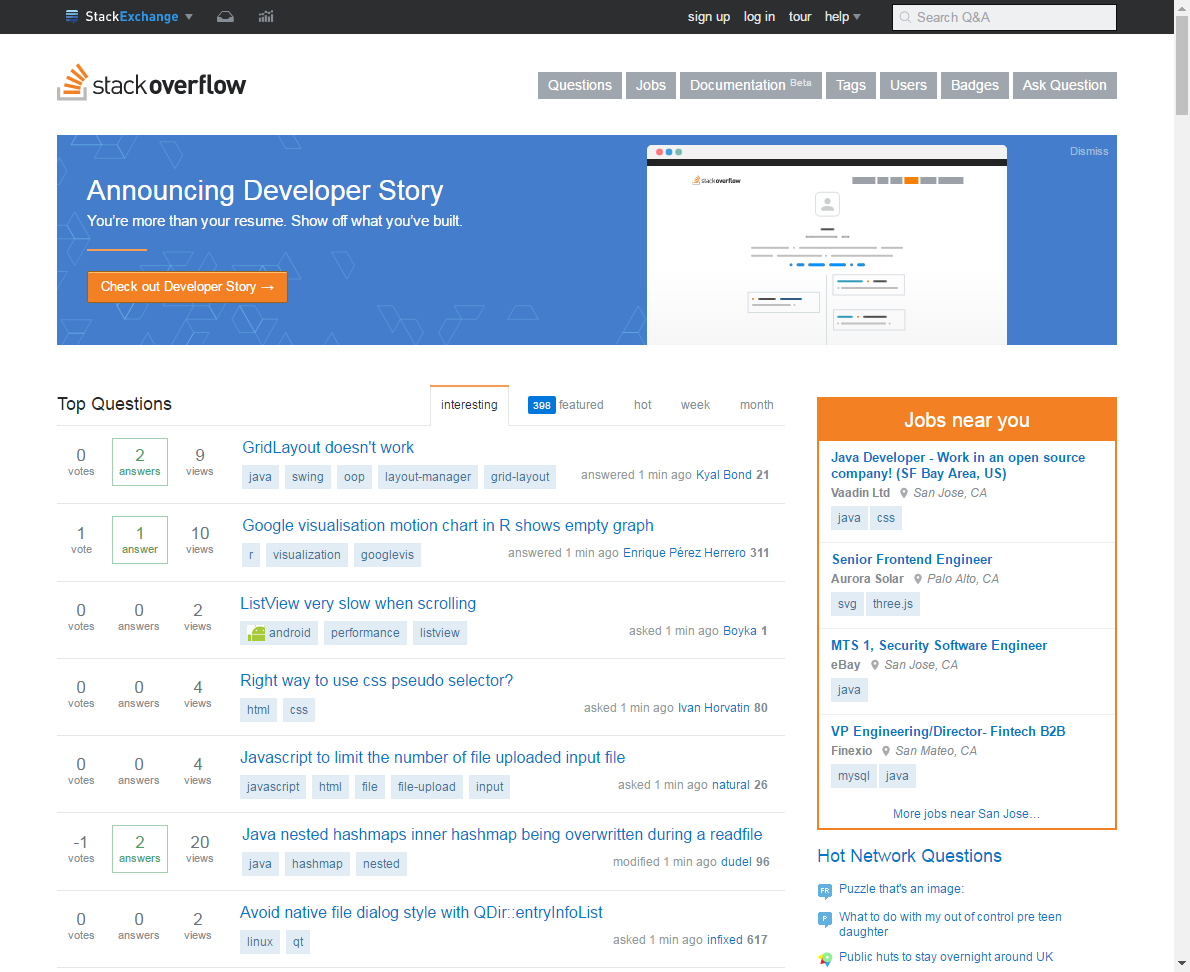 StackExchange
sign up log in tour help
Search Q&A
stackoverflow
Questions Jobs Documentation Beta Tags Users Badges Ask Question
Dismiss
Announcing Developer Story
You're more than your resume. Show off what you've built.
Check out Developer Story →
stackoverflow
Top Questions
interesting 398 featured hot week month
0 votes 2 answers 9 views
GridLayout doesn't work
java swing oop layout-manager grid-layout
answered 1 min ago Kyal Bond 21
1 vote 1 answer 10 views
Google visualisation motion chart in R shows empty graph
r visualization googlevis
answered 1 min ago Enrique Pérez Herrero 311
0 votes 0 answers 2 views
ListView very slow when scrolling
android performance listview
asked 1 min ago Boyka 1
0 votes 0 answers 4 views
Right way to use css pseudo selector?
html css
asked 1 min ago Ivan Horvatin 80
0 votes 0 answers 4 views
Javascript to limit the number of file uploaded input file
javascript html file file-upload input
asked 1 min ago natural 26
-1 votes 2 answers 20 views
Java nested hashmaps inner hashmap being overwritten during a readfile
java hashmap nested
modified 1 min ago dudel 96
0 votes 0 answers 2 views
Avoid native file dialog style with QDir::entryInfoList
linux qt
asked 1 min ago infixed 617
Jobs near you
Java Developer - Work in an open source
company! (SF Bay Area, US)
Vaadin Ltd San Jose, CA
java css
Senior Frontend Engineer
Aurora Solar Palo Alto, CA
svg three.js
MTS 1, Security Software Engineer
eBay San Jose, CA
java
VP Engineering/Director- Fintech B2B
Finexio San Mateo, CA
mysql java
More jobs near San Jose...
Hot Network Questions
FR Puzzle that's an image:
P What to do with my out of control pre teen
daughter
Public huts to stay overnight around UK